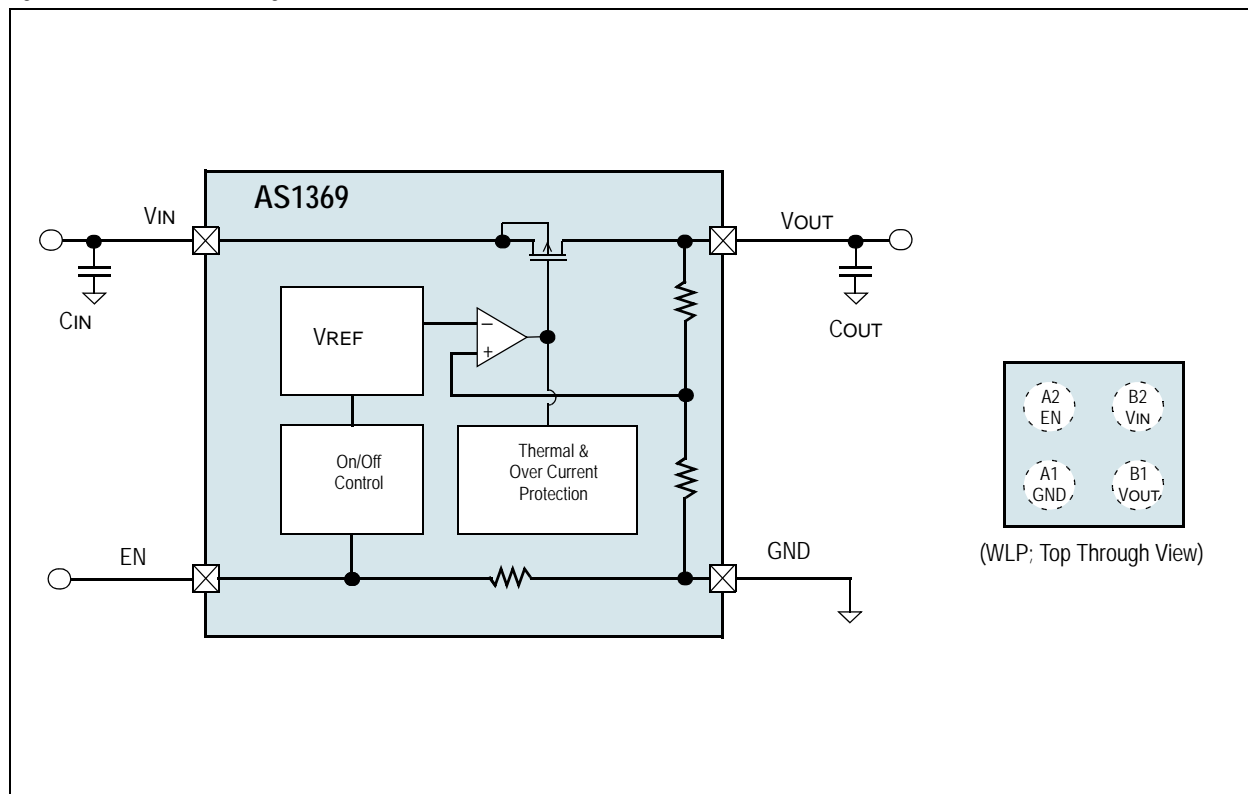 AS1369
VIN
VOUT
CIN
COUT
VREF
−
+
On/Off
Control
Thermal &
Over Current
Protection
EN
GND
A2
EN
B2
VIN
A1
GND
B1
VOUT
(WLP; Top Through View)